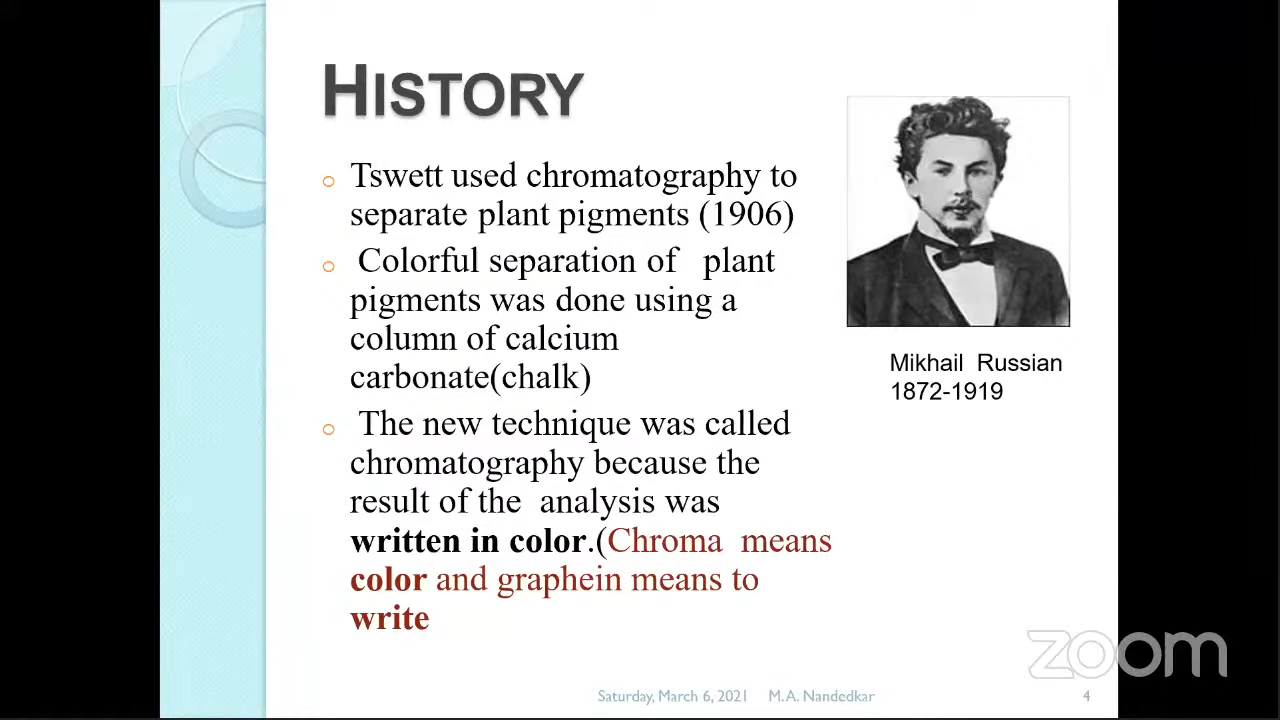 HISTORY
Tswett used chromatography to
separate plant pigments (1906)
Colorful separation of plant
pigments was done using a
column of calcium
carbonate(chalk)
The new technique was called
chromatography because the
result of the analysis was
written in color.(Chroma means
color and graphein means to
write
Mikhail Russian
1872-1919
zoom
Saturday, March 6, 2021 M.A. Nandedkar 4